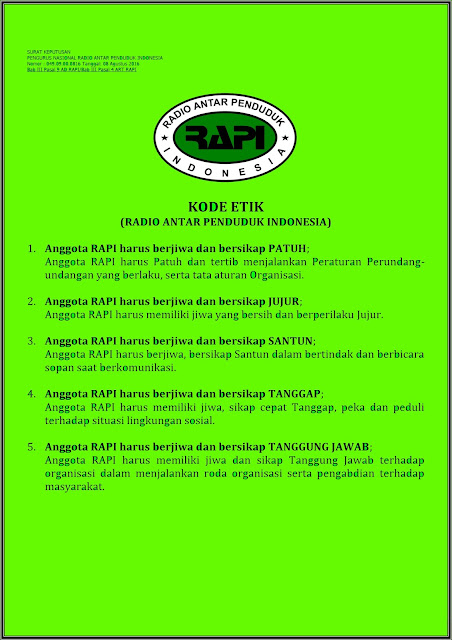 SURAT KEPUTUSAN
PENGURUS NASIONAL RADIO ANTAR PENDUDUK INDONESIA
Nomor : 049.09.00.0816 Tanggal 08 Agustus 2016
Bab III Pasal 9 AD RAPI/Bab III Pasal 4 ART RAPI
RADIO ANTAR PENDUDUK
RAPI
INDONESIA
KODE ETIK
(RADIO ANTAR PENDUDUK INDONESIA)
1. Anggota RAPI harus berjiwa dan bersikap PATUH;
Anggota RAPI harus Patuh dan tertib menjalankan Peraturan Perundang-
undangan yang berlaku, serta tata aturan Organisasi.
2. Anggota RAPI harus berjiwa dan bersikap JUJUR;
Anggota RAPI harus memiliki jiwa yang bersih dan berperilaku Jujur.
3. Anggota RAPI harus berjiwa dan bersikap SANTUN;
Anggota RAPI harus berjiwa, bersikap Santun dalam bertindak dan berbicara
sopan saat berkomunikasi.
4. Anggota RAPI harus berjiwa dan bersikap TANGGAP;
Anggota RAPI harus memiliki jiwa, sikap cepat Tanggap, peka dan peduli
terhadap situasi lingkungan sosial.
5. Anggota RAPI harus berjiwa dan bersikap TANGGUNG JAWAB;
Anggota RAPI harus memiliki jiwa dan sikap Tanggung Jawab terhadap
organisasi dalam menjalankan roda organisasi serta pengabdian terhadap
masyarakat.